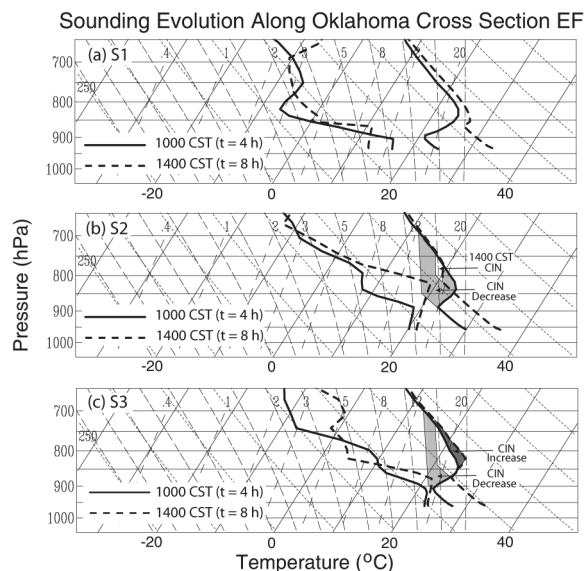 Sounding Evolution Along Oklahoma Cross Section EF
Pressure (hPa)
(a) S1
.4 1 2 3 5 8 20
700
250
800
900
1000
1000 CST (t = 4 h)
1400 CST (t = 8 h)
-20 0 20 40
(b) S2
.4 1 2 3 5 8 20
700
250
800
900
1000
1400 CST
CIN
CIN
Decrease
1000 CST (t = 4 h)
1400 CST (t = 8 h)
-20 0 20 40
(c) S3
.4 1 2 3 5 8 20
700
250
800
900
1000
CIN
Increase
CIN
Decrease
1000 CST (t = 4 h)
1400 CST (t = 8 h)
-20 0 20 40
Temperature (°C)